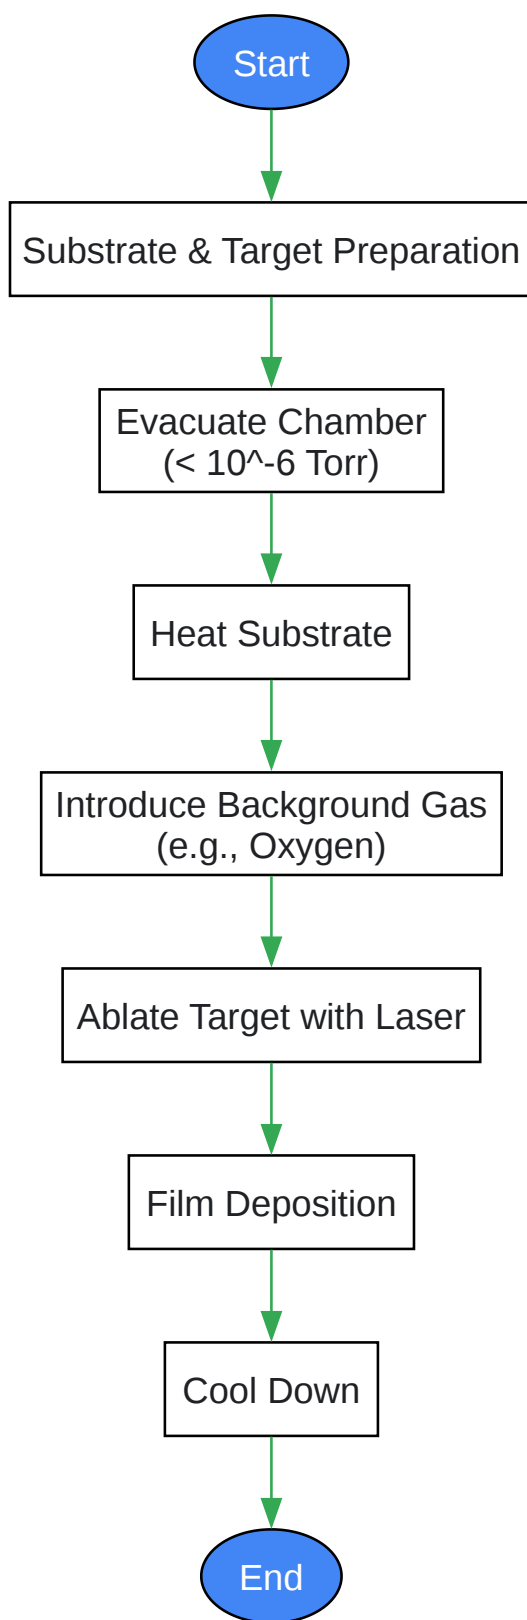 Start
Substrate & Target Preparation
Evacuate Chamber
(< 10^-6 Torr)
Heat Substrate
Introduce Background Gas
(e.g., Oxygen)
Ablate Target with Laser
Film Deposition
Cool Down
End